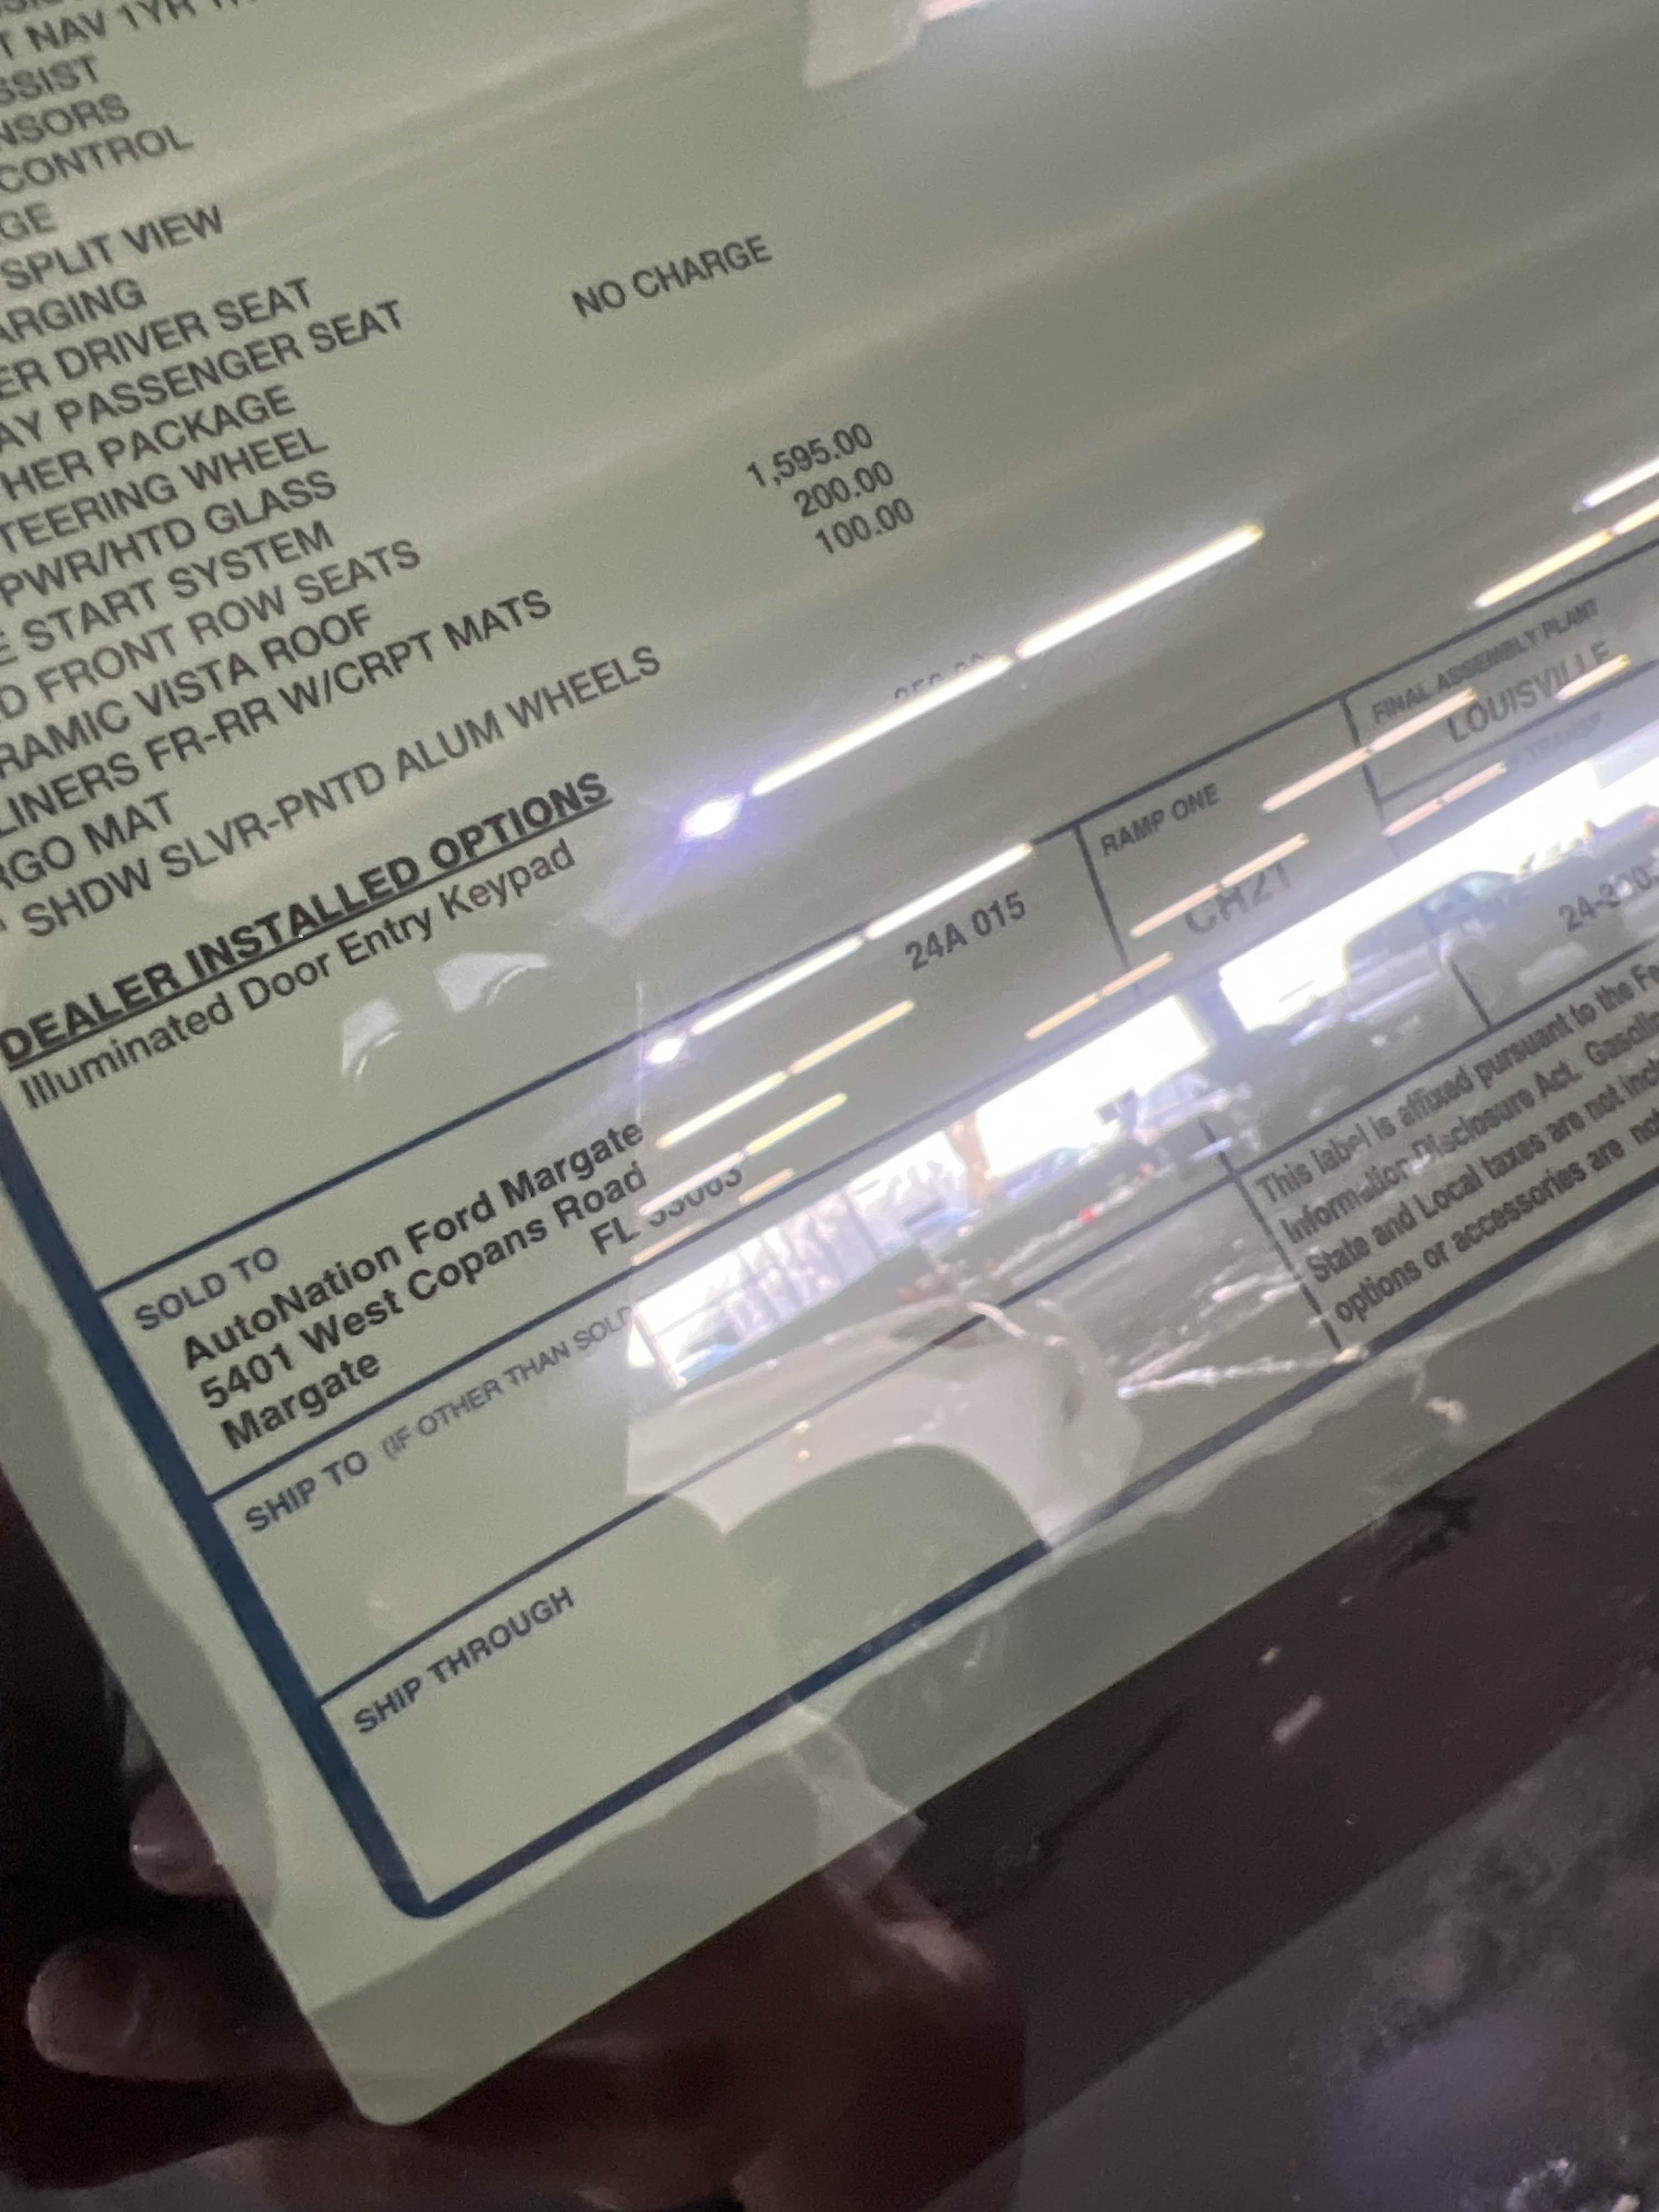 T NAV 1YR
SSIST
NSORS
CONTROL
GE
SPLIT VIEW
ARGING
ER DRIVER SEAT
AY PASSENGER SEAT
HER PACKAGE NO CHARGE
TEERING WHEEL
PWR/HTD GLASS
E START SYSTEM
D FRONT ROW SEATS
RAMIC VISTA ROOF 1,595.00
LINERS FR-RR W/CRPT MATS 200.00
RGO MAT 100.00
SHDW SLVR-PNTD ALUM WHEELS
DEALER INSTALLED OPTIONS
Illuminated Door Entry Keypad
SOLD TO
24A 015
AutoNation Ford Margate
5401 West Copans Road
Margate FL 33063
SHIP TO (IF OTHER THAN SOLD
SHIP THROUGH
RAMP ONE
FINAL ASSEMBLY PLANT
LOUISVILLE
This label is affixed pursuant to the Fe
Information Disclosure Act. Gasolin
State and Local taxes are not incl
options or accessories are not